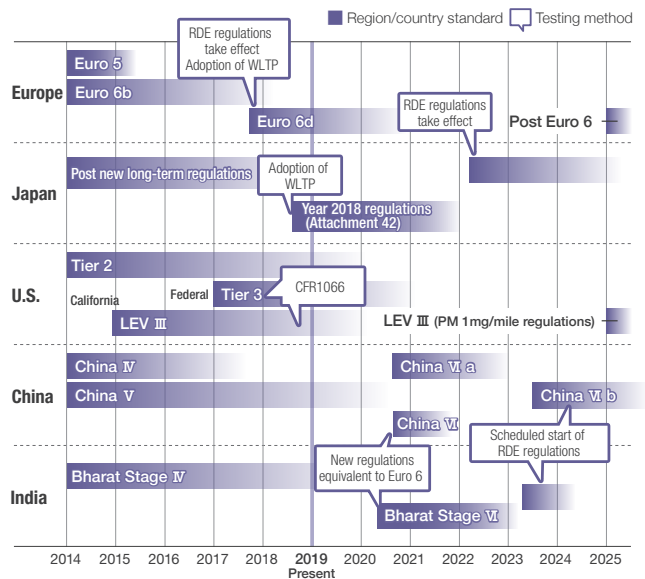 Region/country standard Testing method
RDE regulations
take effect
Adoption of WLTP
Europe
Euro 5
Euro 6b
Euro 6d
RDE regulations
take effect
Post Euro 6
Japan
Post new long-term regulations
Adoption of
WLTP
Year 2018 regulations
(Attachment 42)
U.S.
Tier 2
California
Federal
Tier 3
CFR1066
LEV Ⅲ
LEV Ⅲ (PM 1mg/mile regulations)
China
China Ⅳ
China Ⅴ
China Ⅵ a
China Ⅵ b
China Ⅵ
Scheduled start of
RDE regulations
India
Bharat Stage Ⅳ
New regulations
equivalent to Euro 6
Bharat Stage Ⅵ
2014 2015 2016 2017 2018 2019 2020 2021 2022 2023 2024 2025
Present